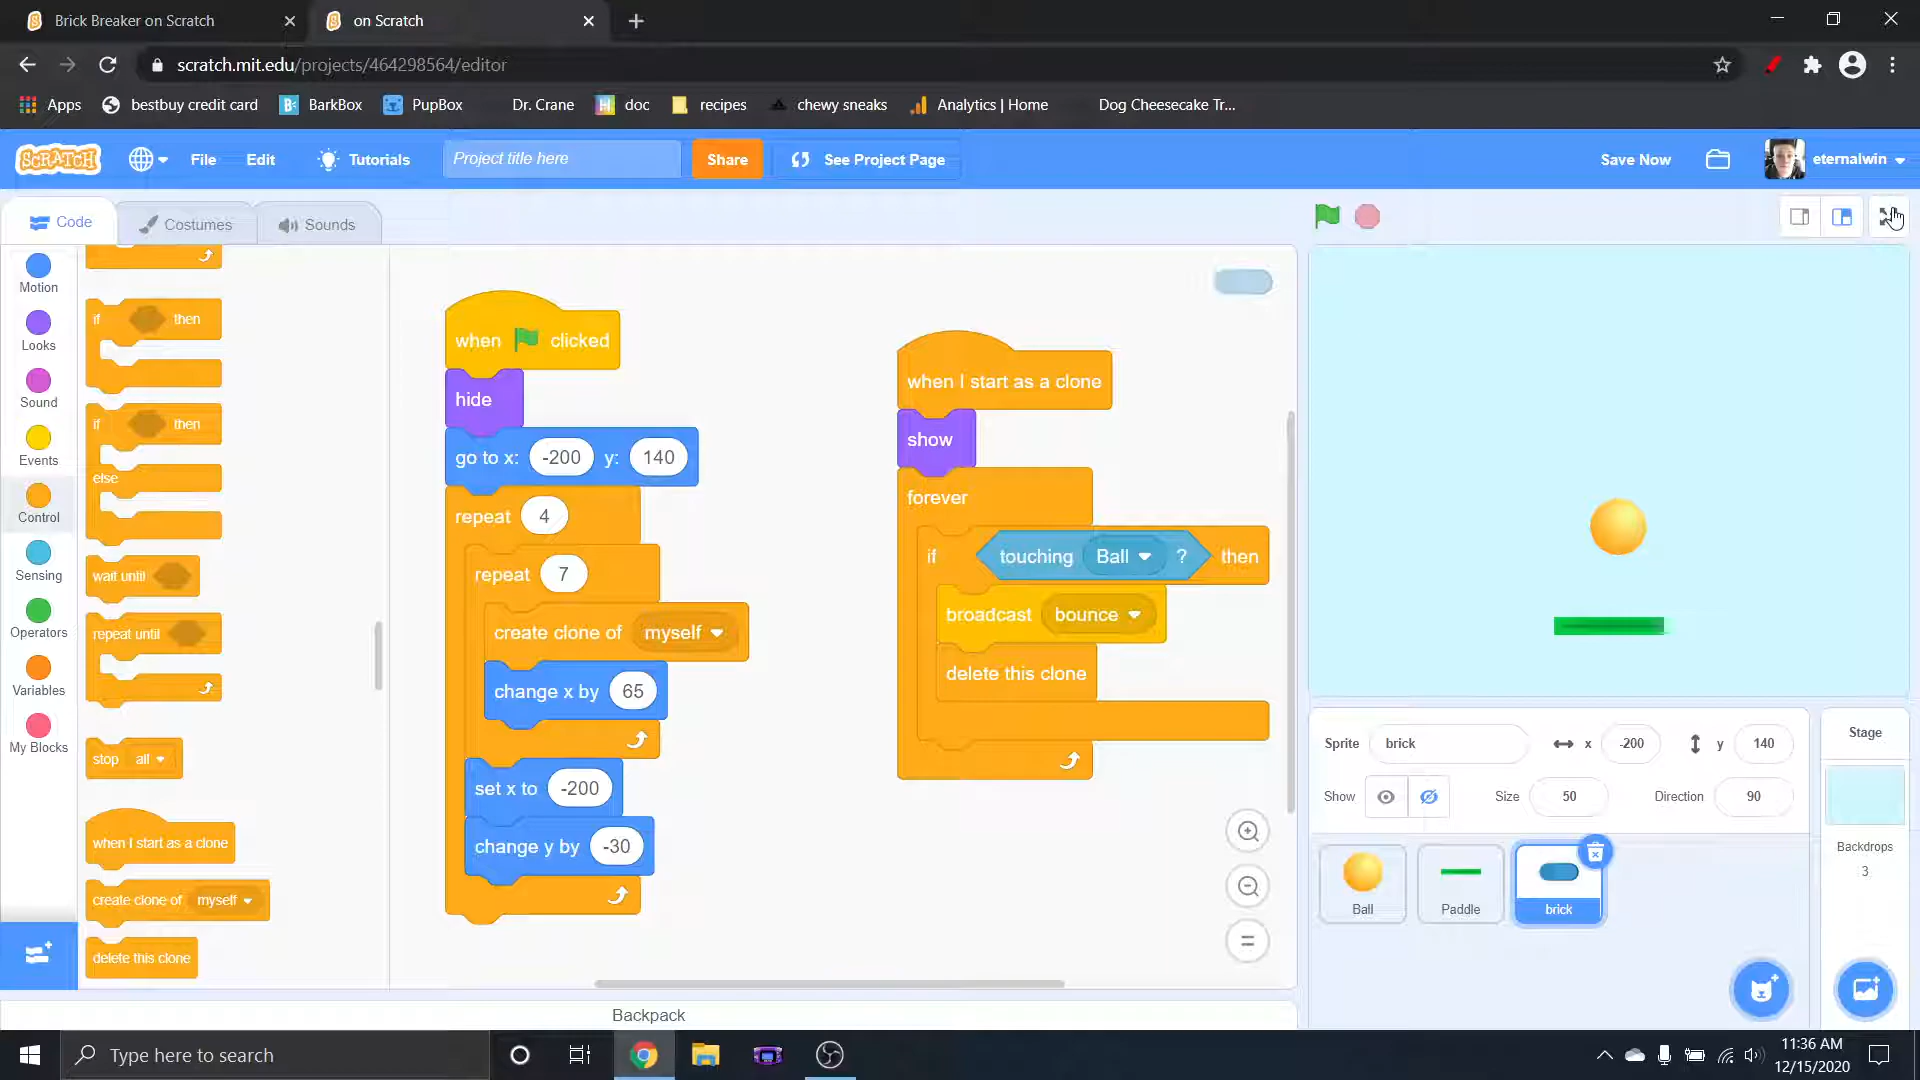 Brick Breaker on Scratch
on Scratch
scratch.mit.edu/projects/464298564/editor
Apps
bestbuy credit card
BarkBox
PupBox
Dr. Crane
doc
recipes
chewy sneaks
Analytics | Home
Dog Cheesecake Tr...
SCRATCH
File
Edit
Tutorials
Project title here
Share
See Project Page
Save Now
eternalwin
Code
Costumes
Sounds
Motion
Looks
Sound
Events
Control
Sensing
Operators
Variables
My Blocks
if then
if then
else
wait until
repeat until
stop all
when I start as a clone
create clone of myself
delete this clone
when clicked
hide
go to x: -200 y: 140
repeat 4
repeat 7
create clone of myself
change x by 65
set x to -200
change y by -30
when I start as a clone
show
forever
if touching Ball ? then
broadcast bounce
delete this clone
Sprite brick x -200 y 140
Show Size 50 Direction 90
Ball
Paddle
brick
Stage
Backdrops
3
Backpack
Type here to search
11:36 AM
12/15/2020